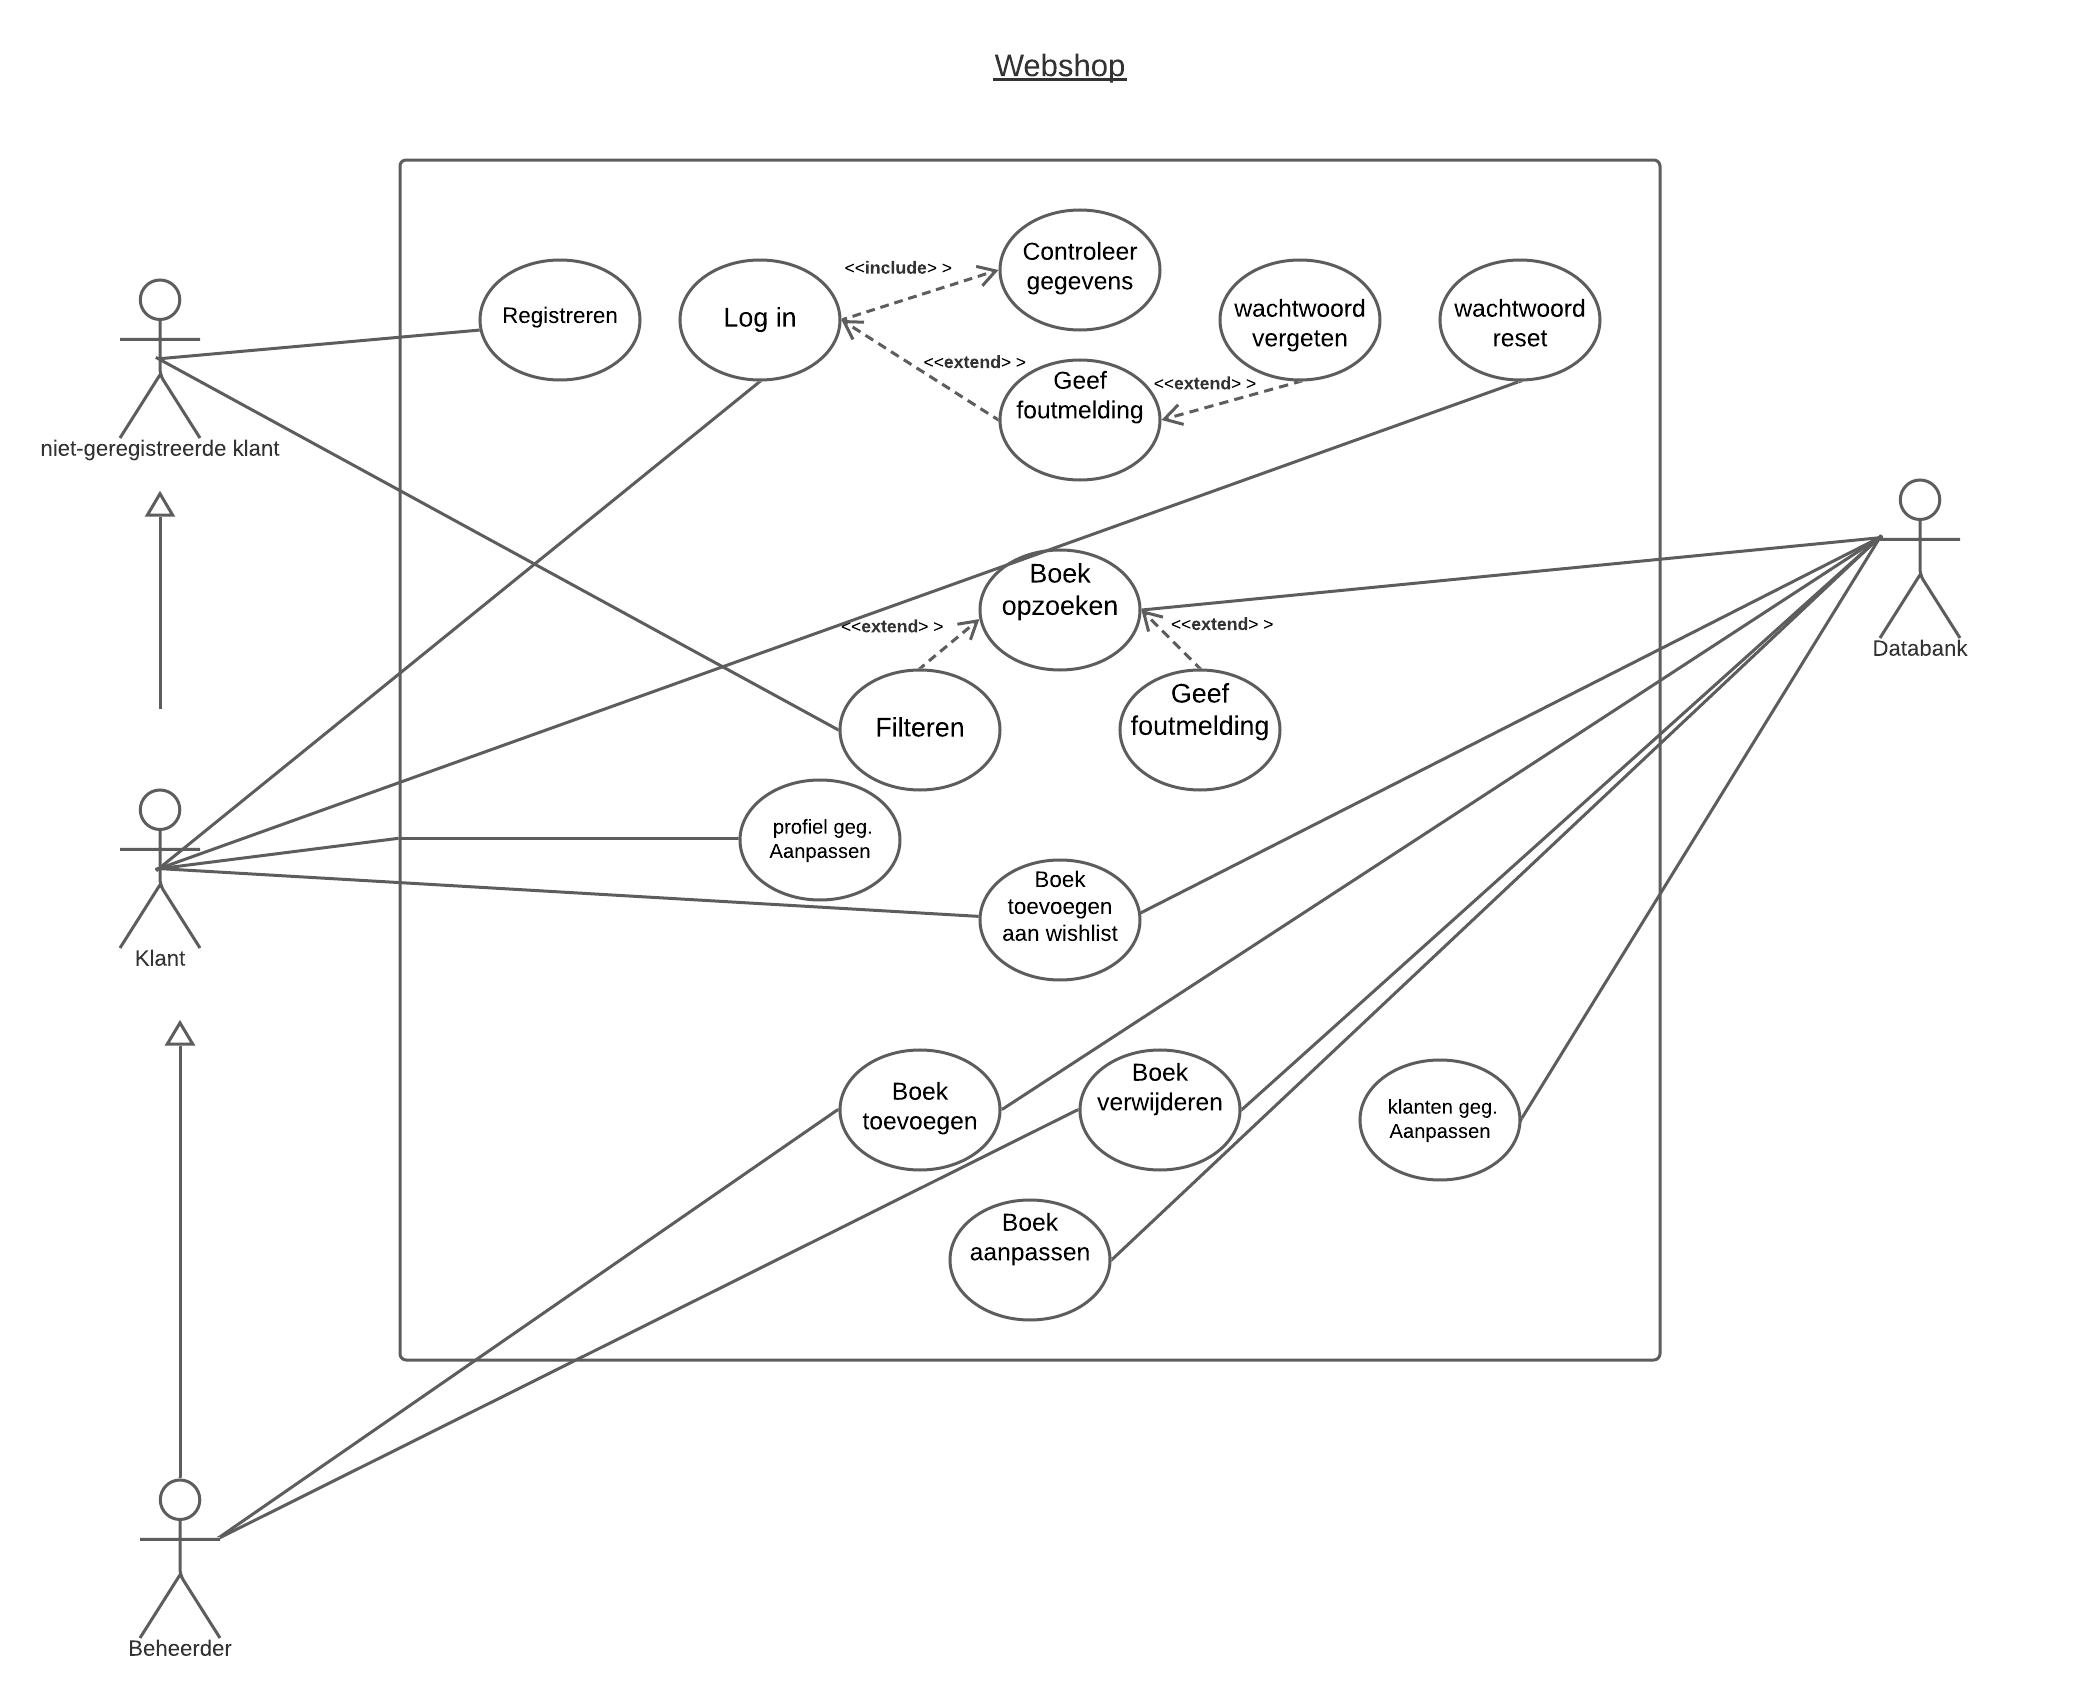 Webshop
Controleer
gegevens
<<include> >
Registreren
Log in
wachtwoord
vergeten
wachtwoord
reset
<<extend> >
<<extend> >
Geef
foutmelding
niet-geregistreerde klant
Boek
opzoeken
<<extend> >
<<extend> >
Databank
Filteren
Geef
foutmelding
profiel geg.
Aanpassen
Boek
toevoegen
aan wishlist
Klant
Boek
toevoegen
Boek
verwijderen
klanten geg.
Aanpassen
Boek
aanpassen
Beheerder